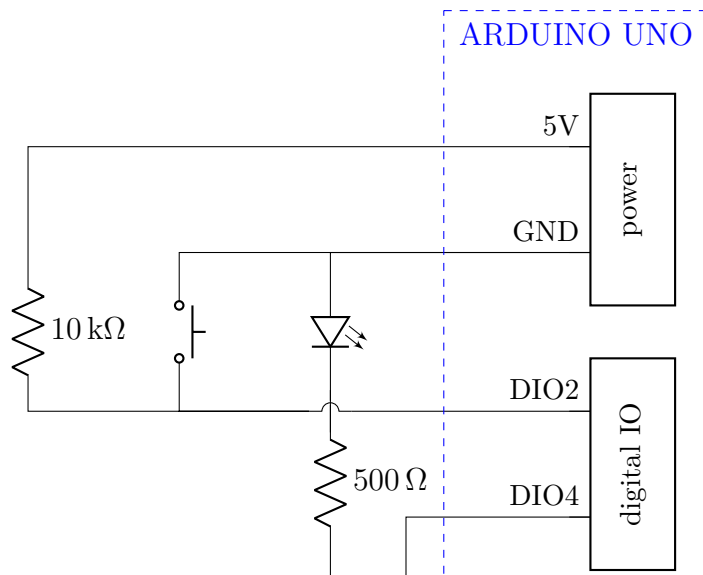 ARDUINO UNO
5V
power
GND
10 kΩ
DIO2
digital IO
500 Ω
DIO4